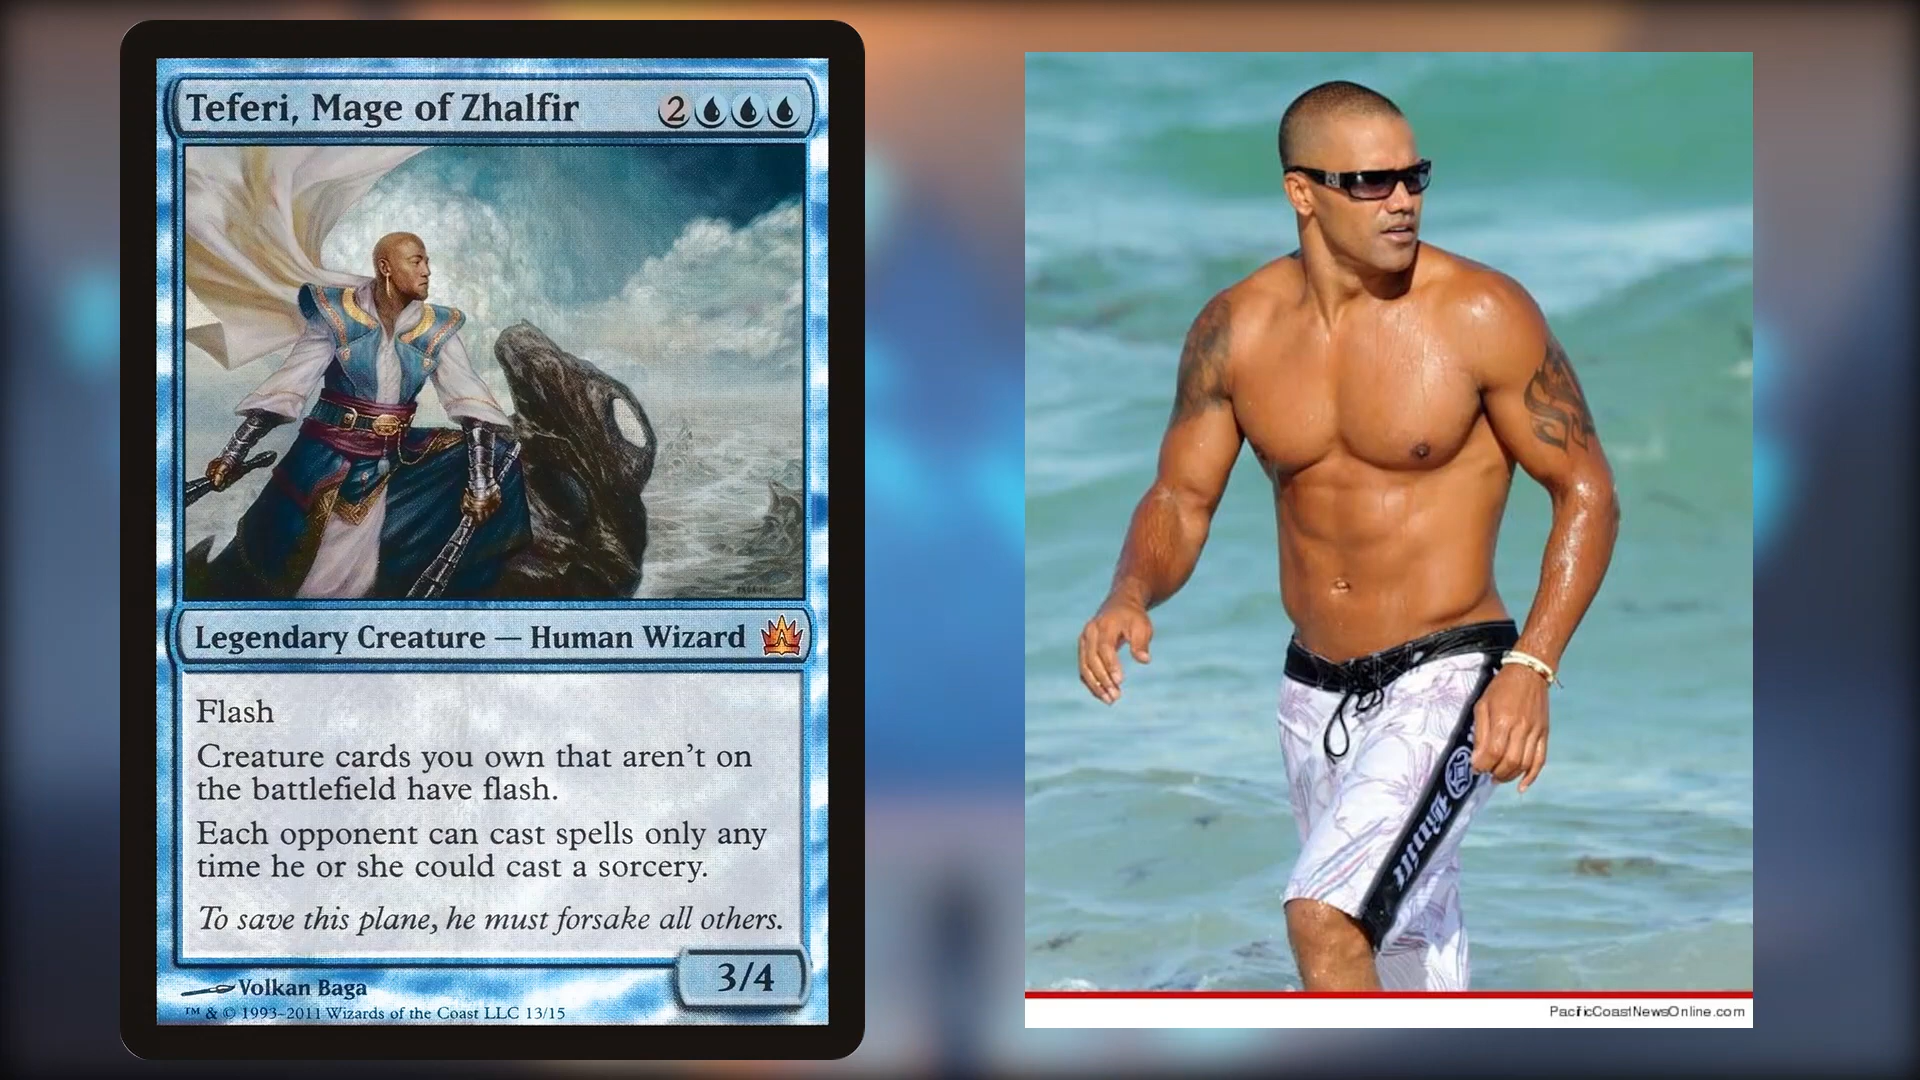 Teferi, Mage of Zhalfir 2
Legendary Creature — Human Wizard
Flash
Creature cards you own that aren't on
the battlefield have flash.
Each opponent can cast spells only any
time he or she could cast a sorcery.
To save this plane, he must forsake all others.
3/4
Volkan Baga
™ & © 1993–2011 Wizards of the Coast LLC 13/15
PacificCoastNewsOnline.com